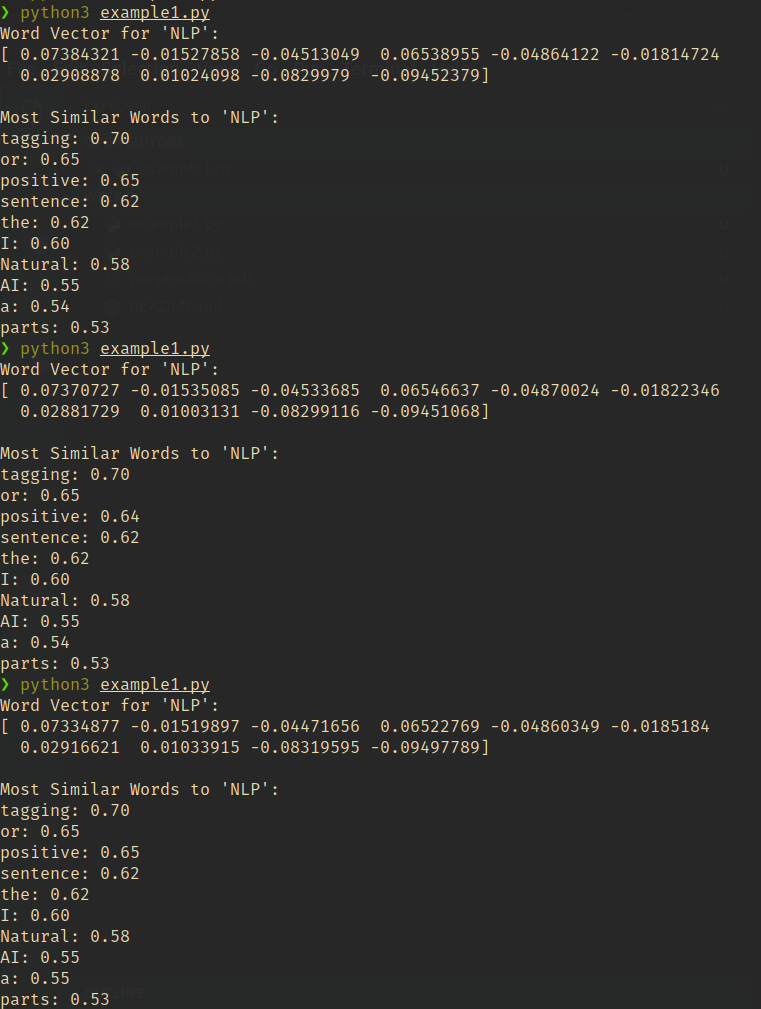 ❯ python3 example1.py
Word Vector for 'NLP':
[ 0.07384321 -0.01527858 -0.04513049  0.06538955 -0.04864122 -0.01814724
  0.02908878  0.01024098 -0.0829979  -0.09452379]

Most Similar Words to 'NLP':
tagging: 0.70
or: 0.65
positive: 0.65
sentence: 0.62
the: 0.62
I: 0.60
Natural: 0.58
AI: 0.55
a: 0.54
parts: 0.53
❯ python3 example1.py
Word Vector for 'NLP':
[ 0.07370727 -0.01535085 -0.04533685  0.06546637 -0.04870024 -0.01822346
  0.02881729  0.01003131 -0.08299116 -0.09451068]

Most Similar Words to 'NLP':
tagging: 0.70
or: 0.65
positive: 0.64
sentence: 0.62
the: 0.62
I: 0.60
Natural: 0.58
AI: 0.55
a: 0.54
parts: 0.53
❯ python3 example1.py
Word Vector for 'NLP':
[ 0.07334877 -0.01519897 -0.04471656  0.06522769 -0.04860349 -0.0185184
  0.02916621  0.01033915 -0.08319595 -0.09497789]

Most Similar Words to 'NLP':
tagging: 0.70
or: 0.65
positive: 0.65
sentence: 0.62
the: 0.62
I: 0.60
Natural: 0.58
AI: 0.55
a: 0.55
parts: 0.53